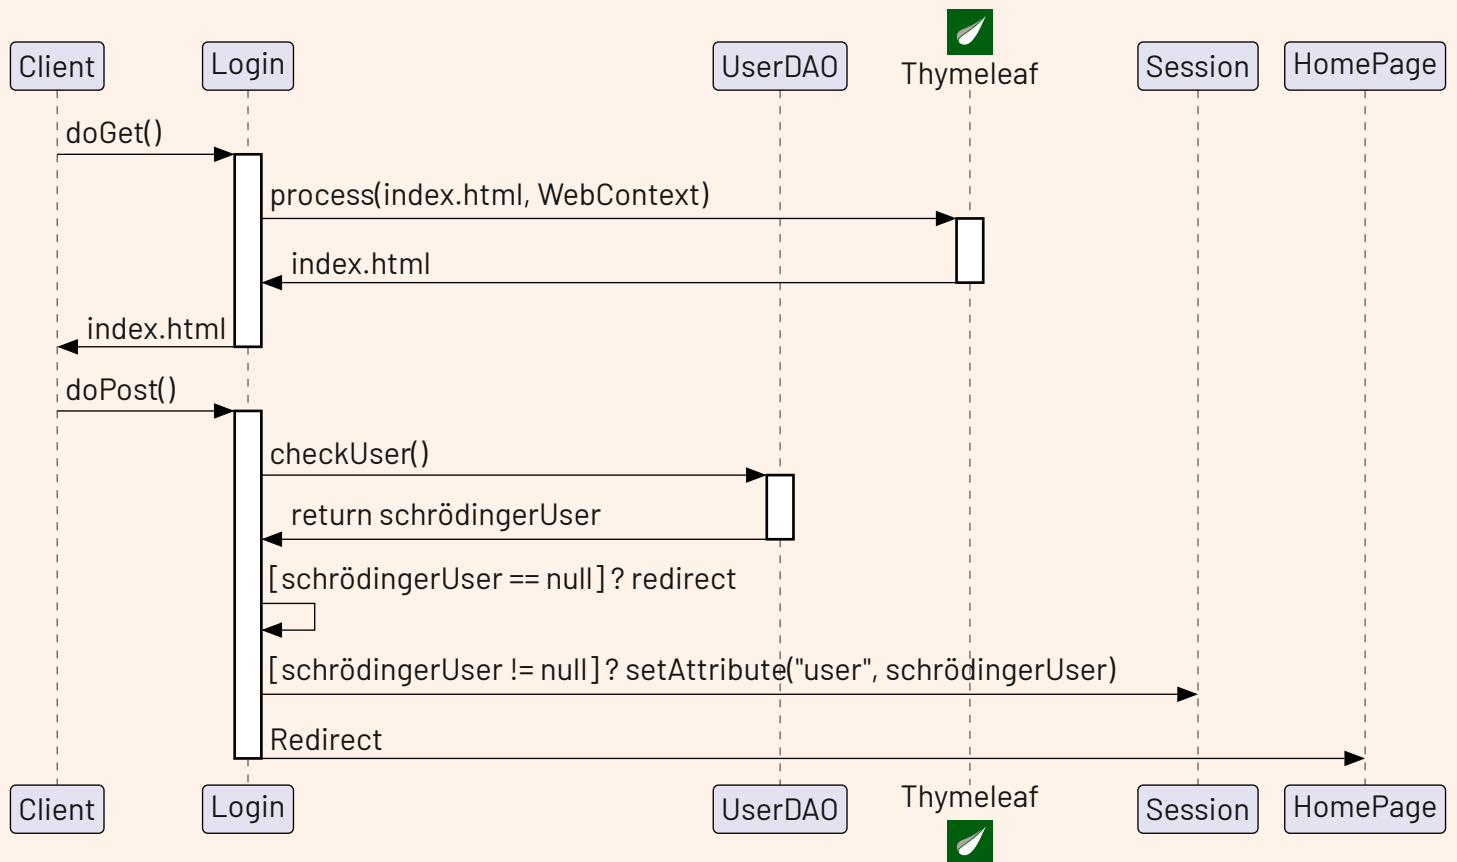 Client
Login
UserDAO
Thymeleaf
Session
HomePage
doGet()
process(index.html, WebContext)
index.html
index.html
doPost()
checkUser()
return schrödingerUser
[schrödingerUser == null] ? redirect
[schrödingerUser != null] ? setAttribute("user", schrödingerUser)
Redirect
Client
Login
UserDAO
Thymeleaf
Session
HomePage